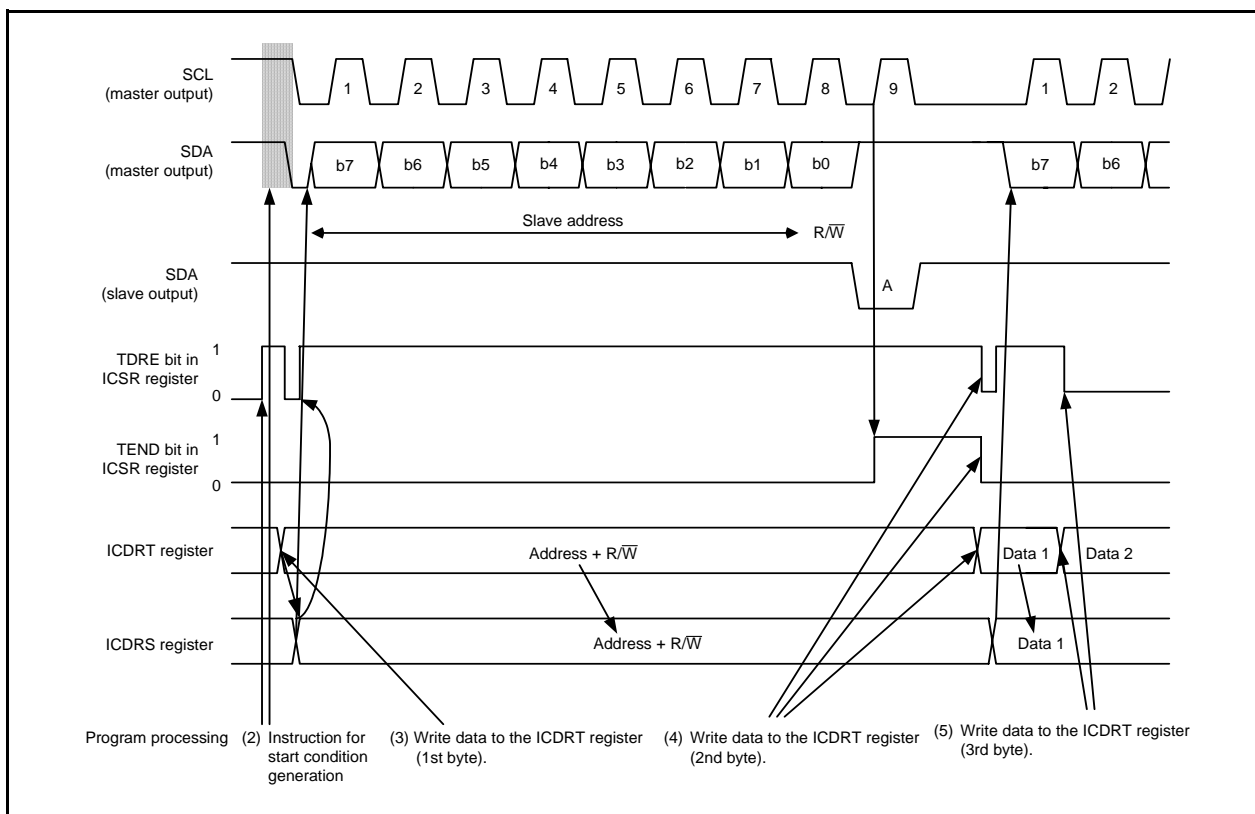 SCL
(master output)
1 2 3 4 5 6 7 8 9 1 2
SDA
(master output)
b7 b6 b5 b4 b3 b2 b1 b0 b7 b6
Slave address R/W̅
SDA
(slave output)
A
TDRE bit in
ICSR register
1
0
TEND bit in
ICSR register
1
0
ICDRT register
Address + R/W̅ Data 1 Data 2
ICDRS register
Address + R/W̅ Data 1
Program processing
(2) Instruction for
start condition
generation
(3) Write data to the ICDRT register
(1st byte).
(4) Write data to the ICDRT register
(2nd byte).
(5) Write data to the ICDRT register
(3rd byte).